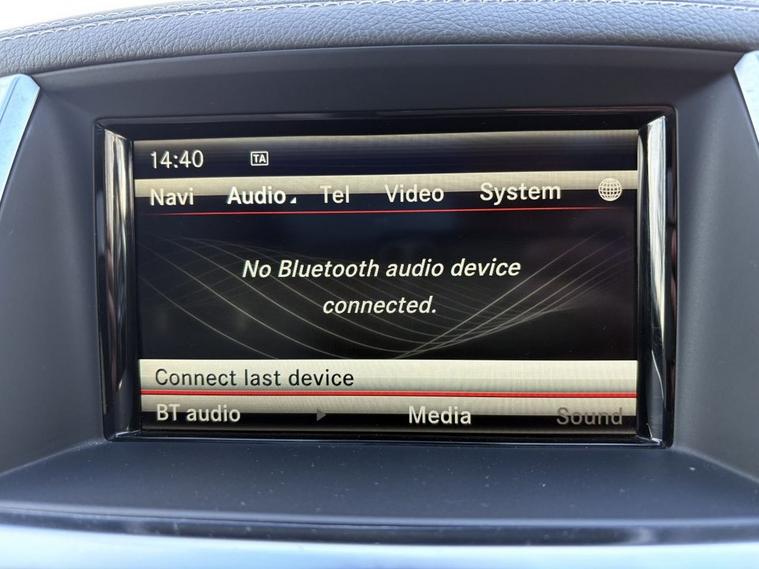 14:40 TA
Navi Audio Tel Video System
No Bluetooth audio device
connected.
Connect last device
BT audio Media Sound